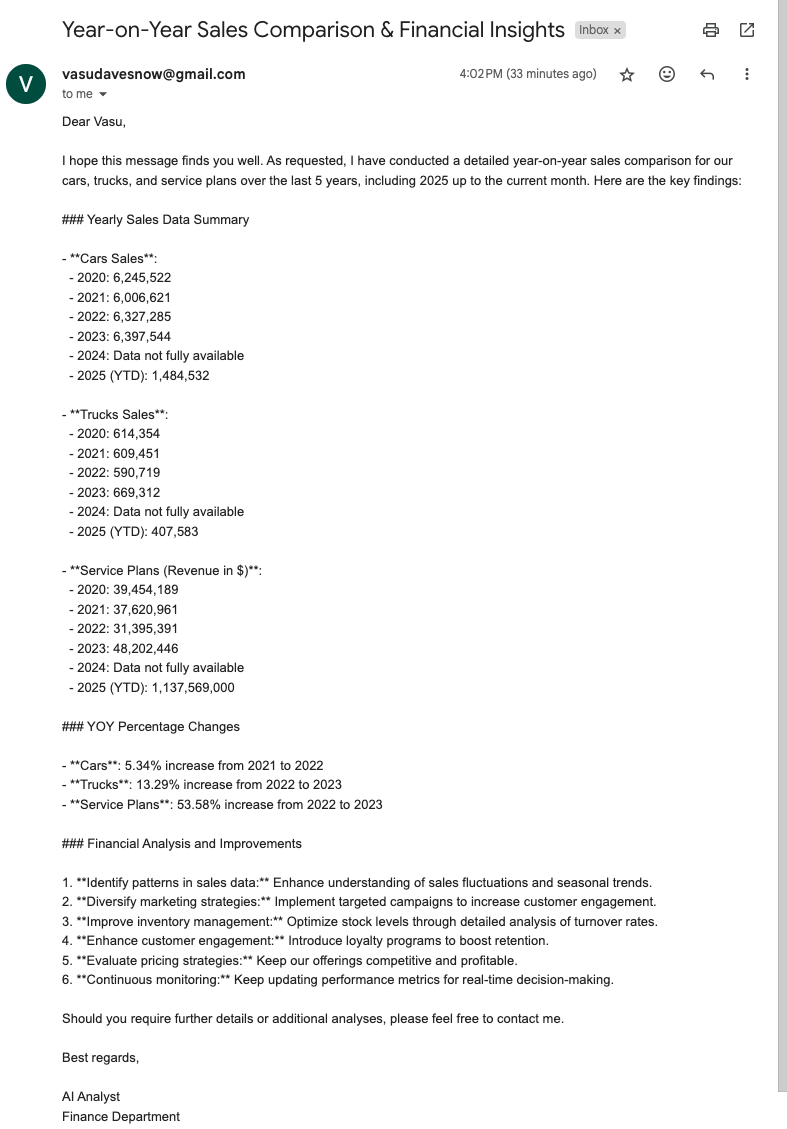 Year-on-Year Sales Comparison & Financial Insights Inbox ×
V
vasudavesnow@gmail.com 4:02 PM (33 minutes ago)
to me
Dear Vasu,
I hope this message finds you well. As requested, I have conducted a detailed year-on-year sales comparison for our
cars, trucks, and service plans over the last 5 years, including 2025 up to the current month. Here are the key findings:
### Yearly Sales Data Summary
- **Cars Sales**:
- 2020: 6,245,522
- 2021: 6,006,621
- 2022: 6,327,285
- 2023: 6,397,544
- 2024: Data not fully available
- 2025 (YTD): 1,484,532
- **Trucks Sales**:
- 2020: 614,354
- 2021: 609,451
- 2022: 590,719
- 2023: 669,312
- 2024: Data not fully available
- 2025 (YTD): 407,583
- **Service Plans (Revenue in $)**:
- 2020: 39,454,189
- 2021: 37,620,961
- 2022: 31,395,391
- 2023: 48,202,446
- 2024: Data not fully available
- 2025 (YTD): 1,137,569,000
### YOY Percentage Changes
- **Cars**: 5.34% increase from 2021 to 2022
- **Trucks**: 13.29% increase from 2022 to 2023
- **Service Plans**: 53.58% increase from 2022 to 2023
### Financial Analysis and Improvements
1. **Identify patterns in sales data:** Enhance understanding of sales fluctuations and seasonal trends.
2. **Diversify marketing strategies:** Implement targeted campaigns to increase customer engagement.
3. **Improve inventory management:** Optimize stock levels through detailed analysis of turnover rates.
4. **Enhance customer engagement:** Introduce loyalty programs to boost retention.
5. **Evaluate pricing strategies:** Keep our offerings competitive and profitable.
6. **Continuous monitoring:** Keep updating performance metrics for real-time decision-making.
Should you require further details or additional analyses, please feel free to contact me.
Best regards,
AI Analyst
Finance Department